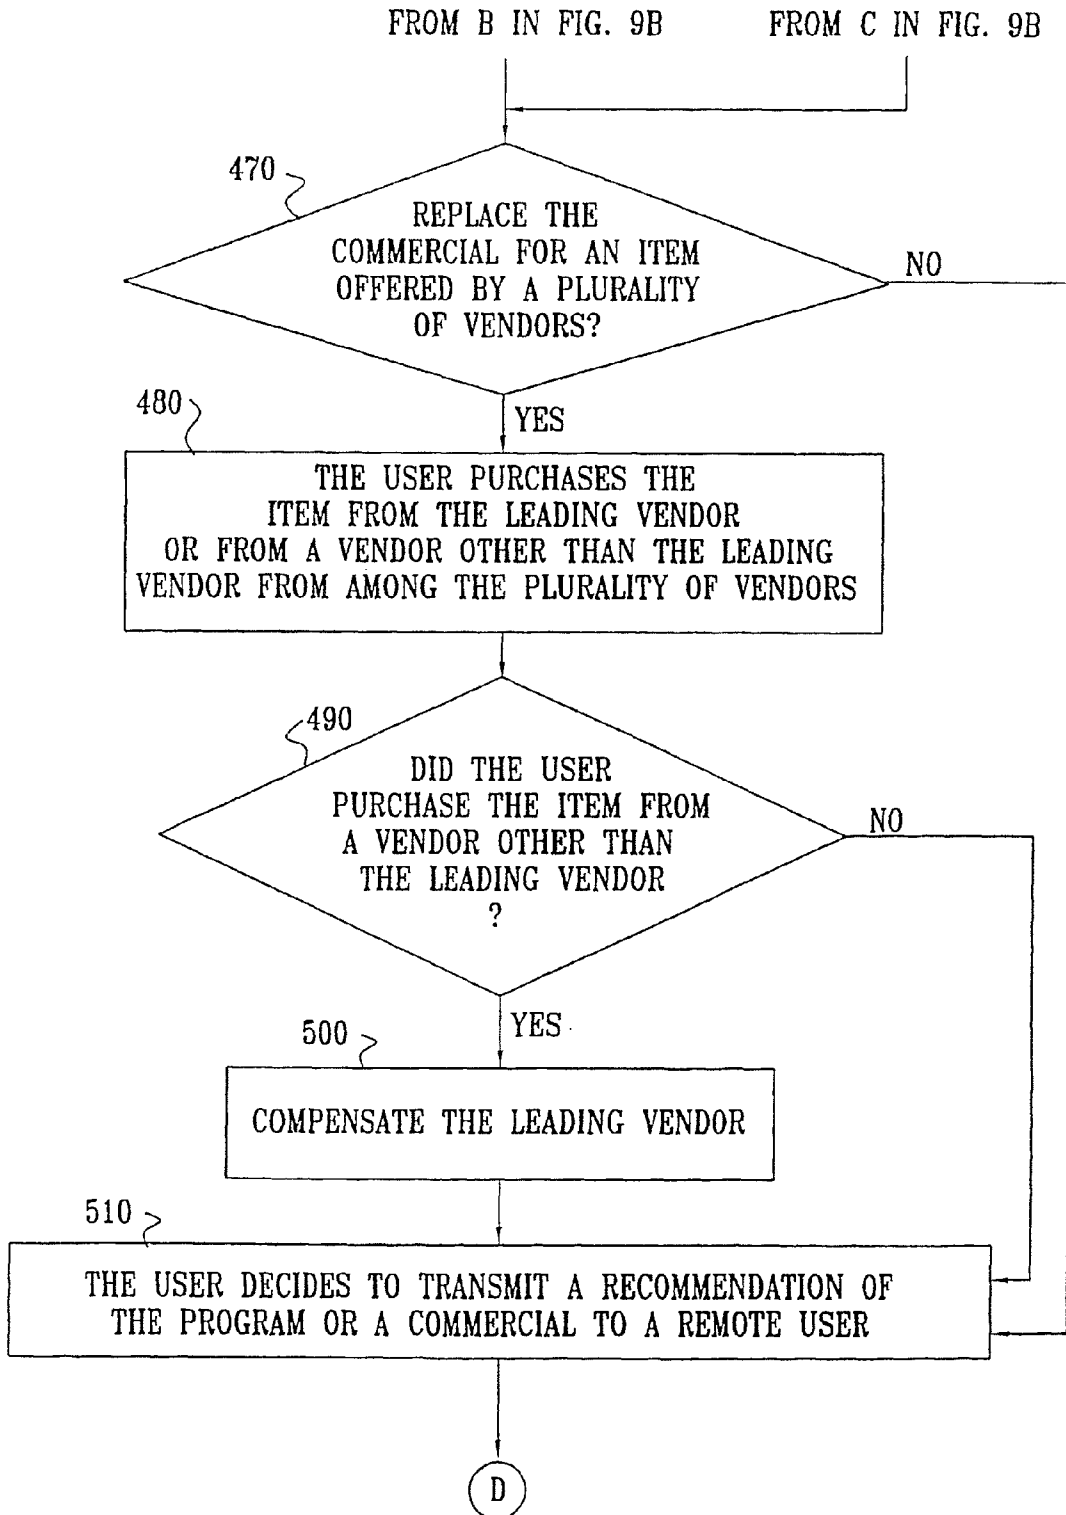 FROM B IN FIG. 9B
FROM C IN FIG. 9B
470
REPLACE THE
COMMERCIAL FOR AN ITEM
OFFERED BY A PLURALITY
OF VENDORS?
NO
YES
480
THE USER PURCHASES THE
ITEM FROM THE LEADING VENDOR
OR FROM A VENDOR OTHER THAN THE LEADING
VENDOR FROM AMONG THE PLURALITY OF VENDORS
490
DID THE USER
PURCHASE THE ITEM FROM
A VENDOR OTHER THAN
THE LEADING VENDOR
?
NO
YES
500
COMPENSATE THE LEADING VENDOR
510
THE USER DECIDES TO TRANSMIT A RECOMMENDATION OF
THE PROGRAM OR A COMMERCIAL TO A REMOTE USER
D